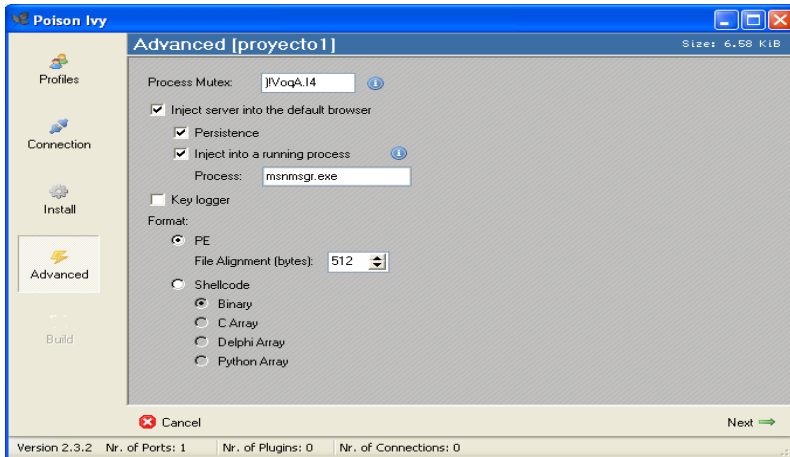 Poison Ivy
Advanced [proyecto1]
Size: 6.58 KiB
Profiles
Connection
Install
Advanced
Build
Process Mutex: )!VoqA.I4
Inject server into the default browser
Persistence
Inject into a running process
Process: msnmsgr.exe
Key logger
Format:
PE
File Alignment (bytes): 512
Shellcode
Binary
C Array
Delphi Array
Python Array
Cancel
Next
Version 2.3.2 Nr. of Ports: 1 Nr. of Plugins: 0 Nr. of Connections: 0